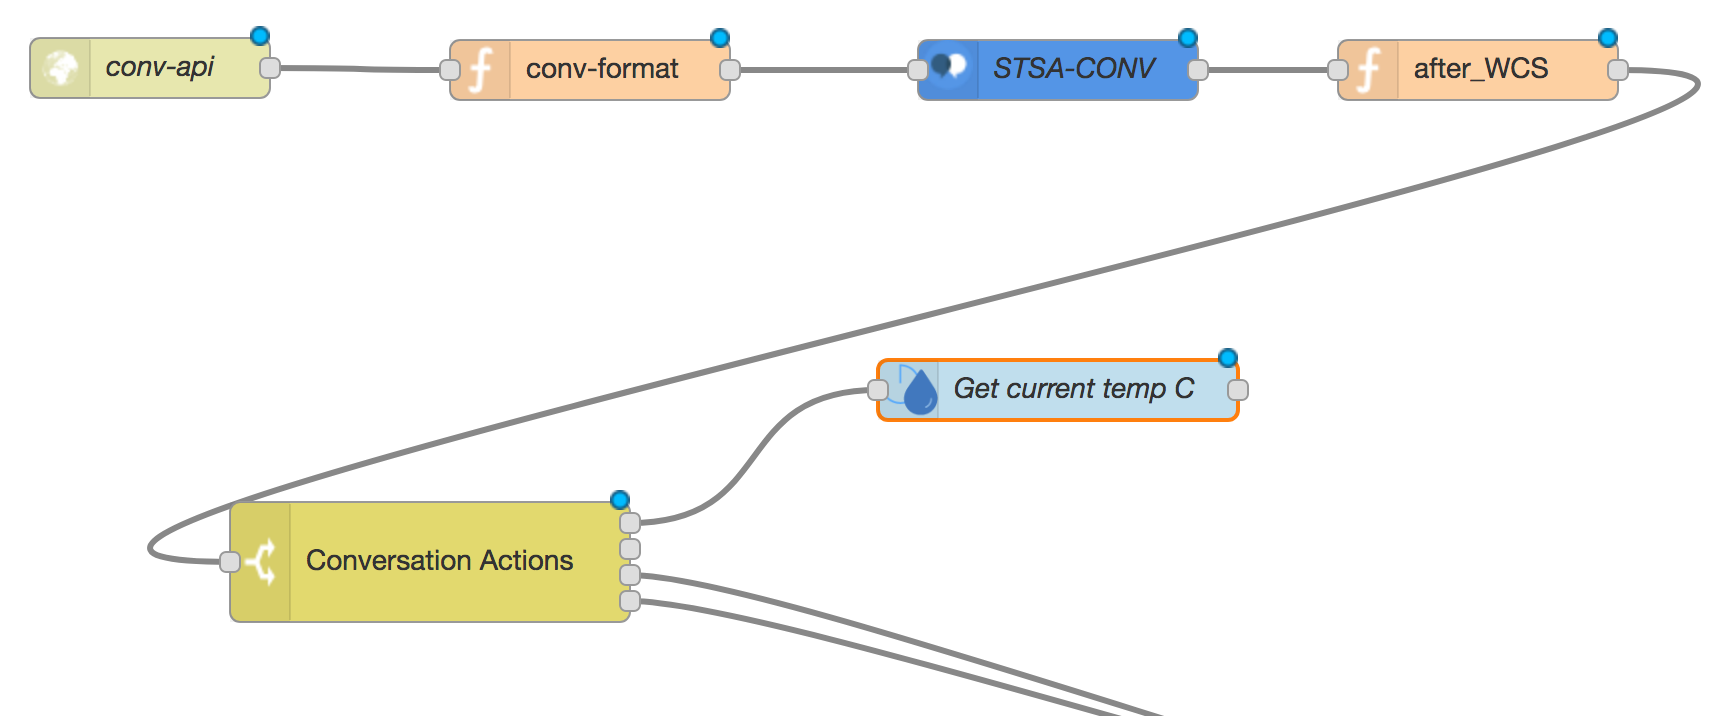 conv-api
conv-format
STSA-CONV
after_WCS
Get current temp C
Conversation Actions